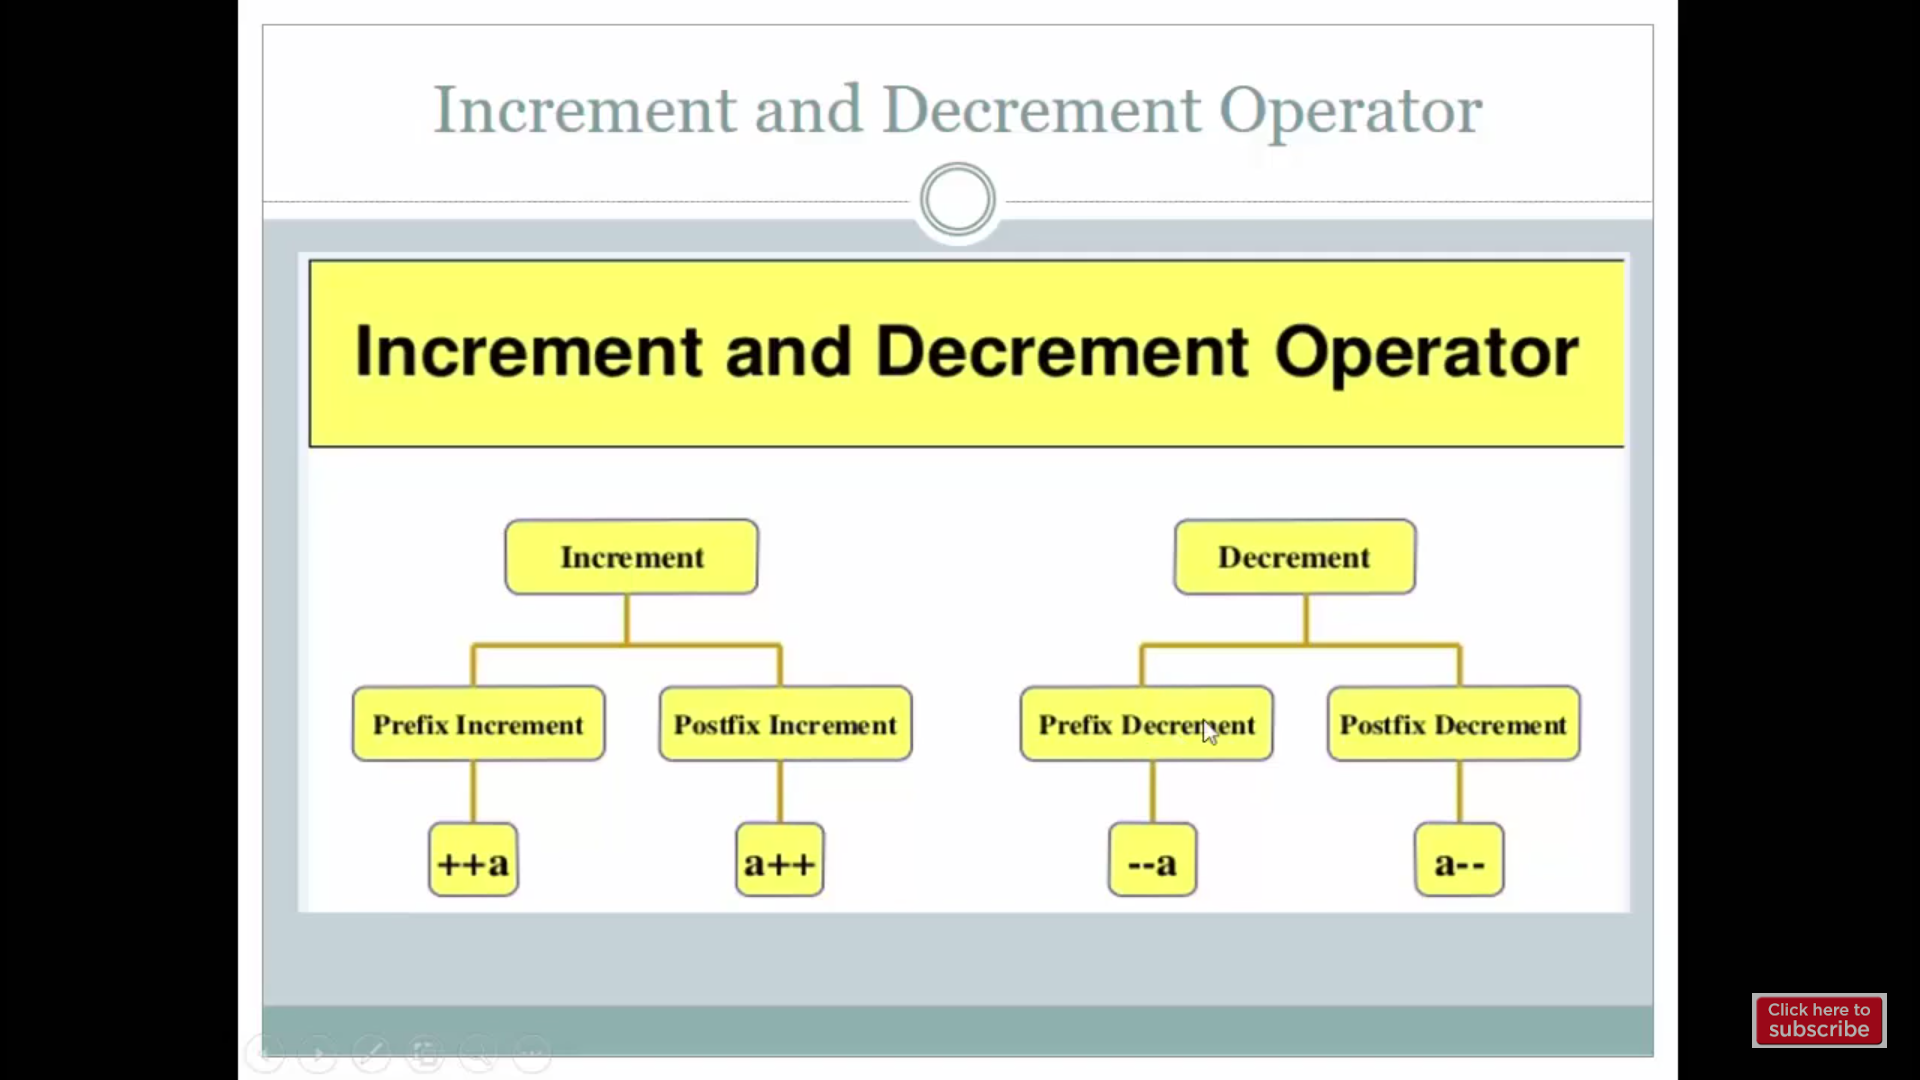 Increment and Decrement Operator
Increment and Decrement Operator
Increment
Decrement
Prefix Increment
Postfix Increment
Prefix Decrement
Postfix Decrement
++a
a++
--a
a--
Click here to
subscribe